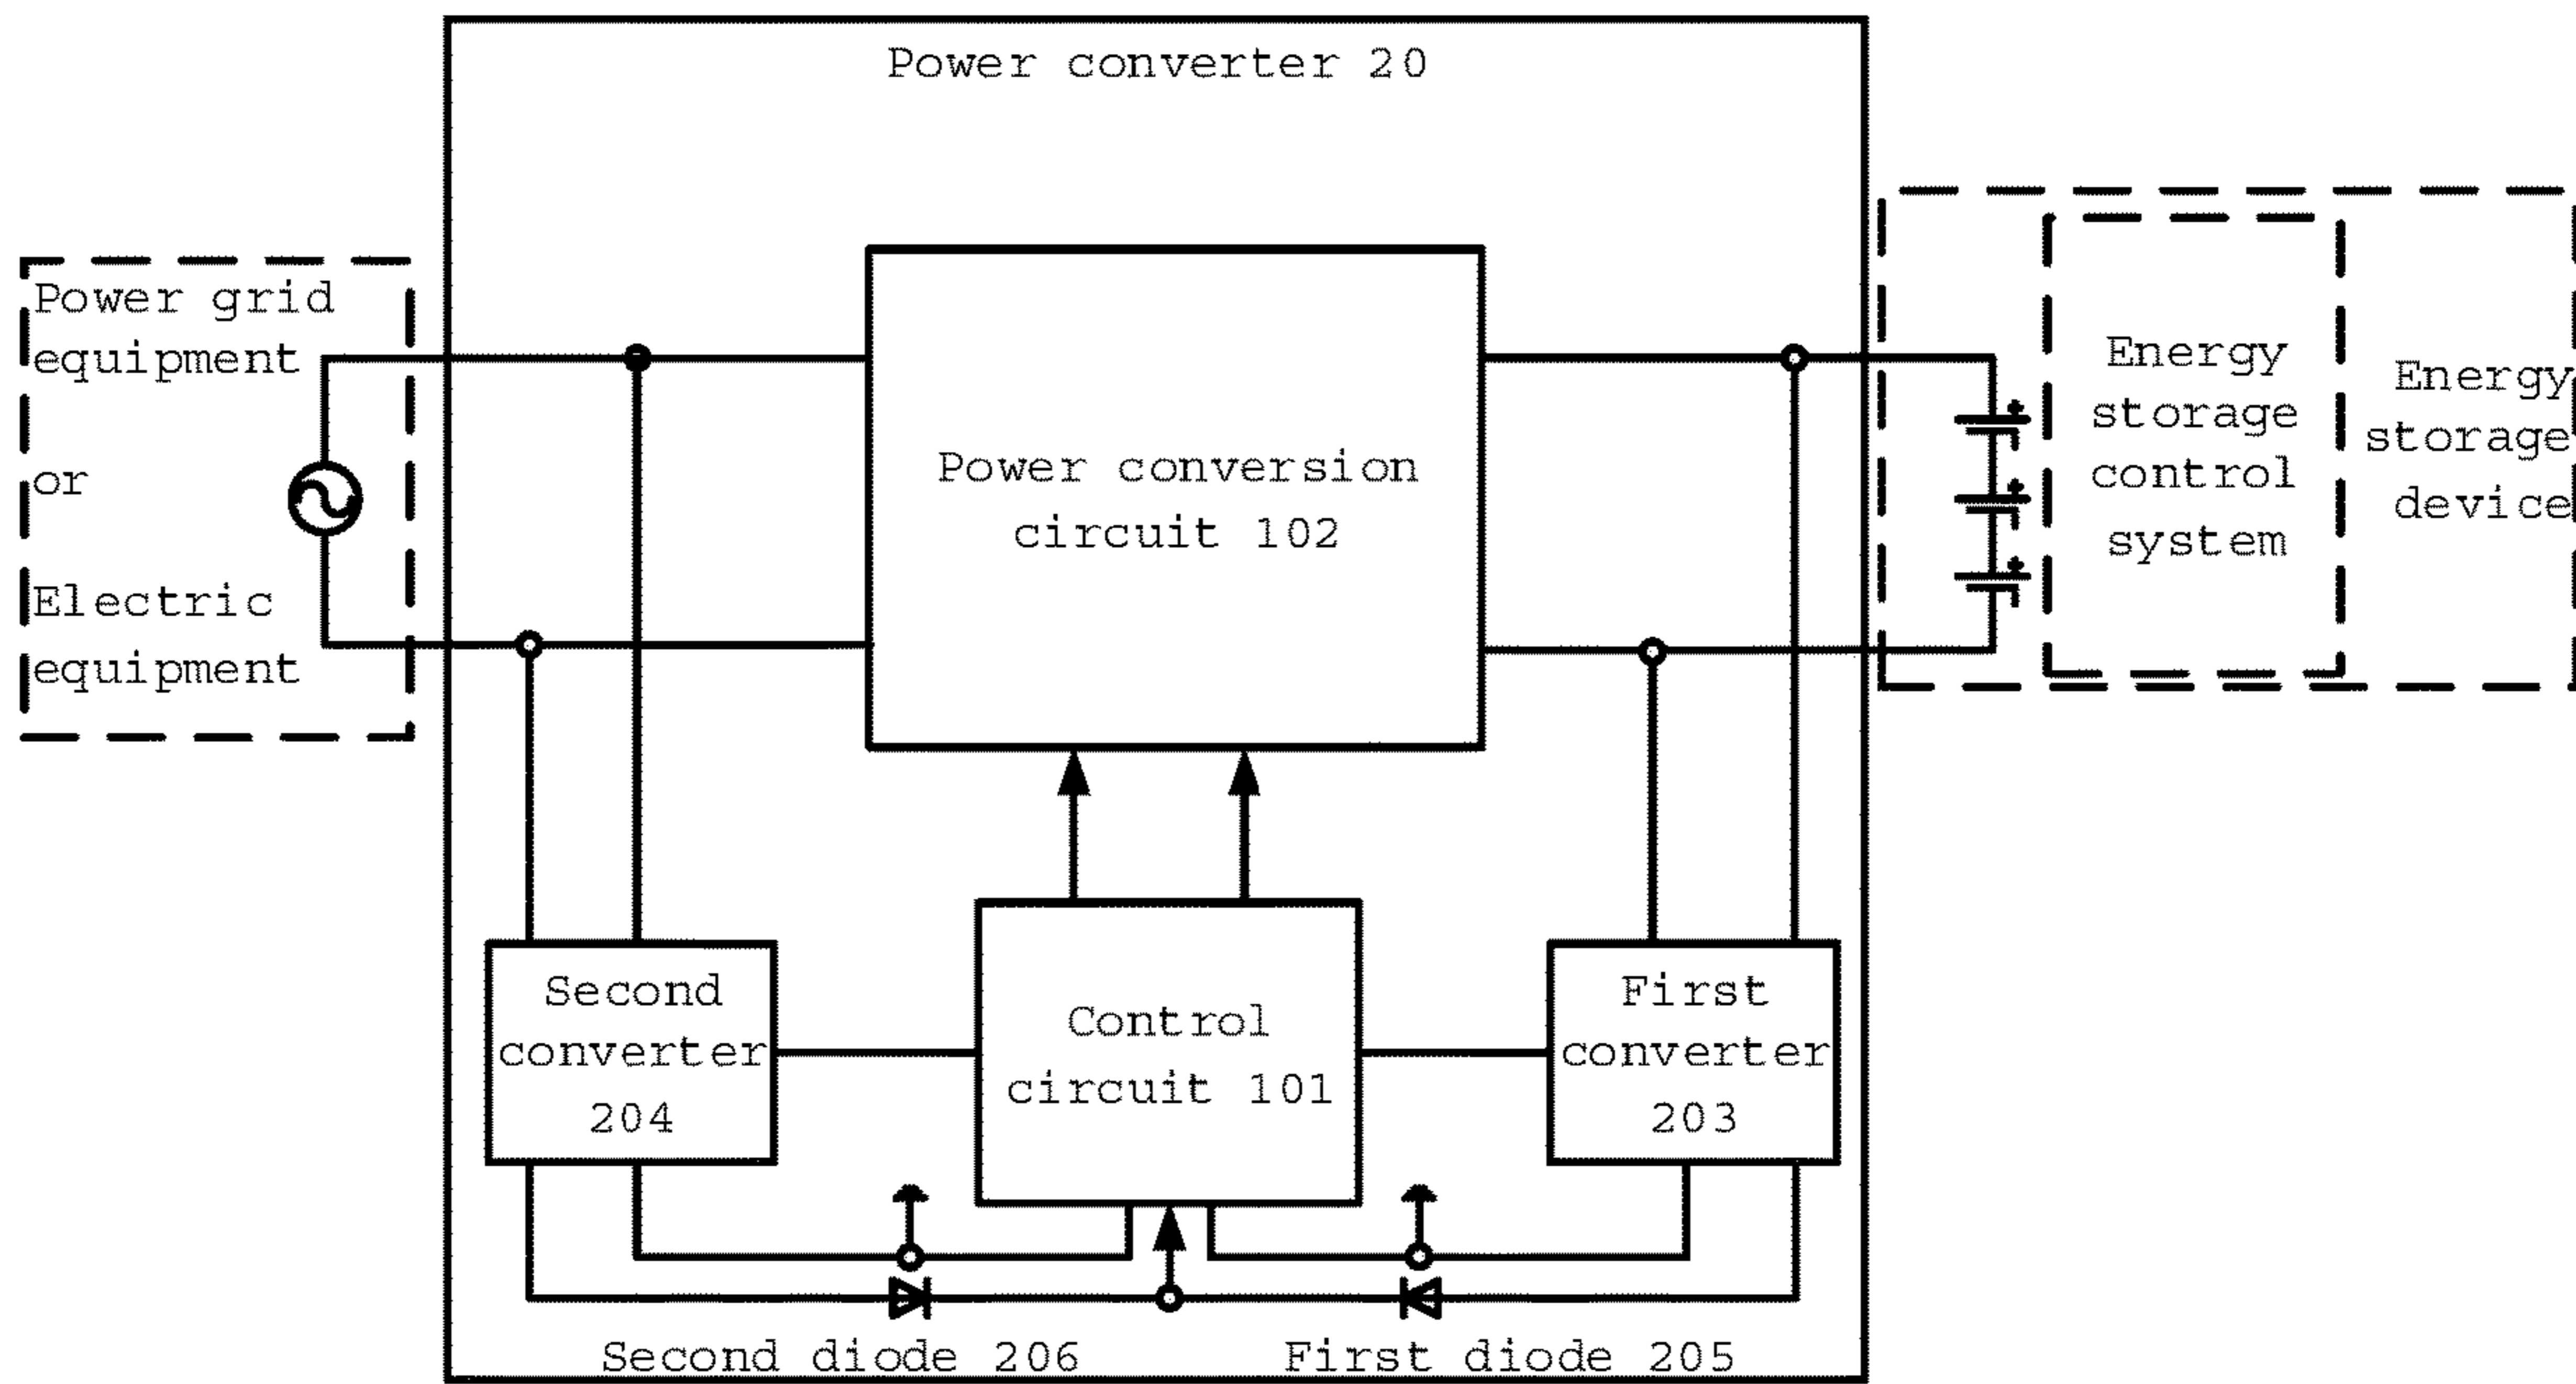 Power converter 20
Power grid
equipment
or
Electric
equipment
Power conversion
circuit 102
Energy
storage
control
system
Energy
storage
device
Second
converter
204
Control
circuit 101
First
converter
203
Second diode 206
First diode 205